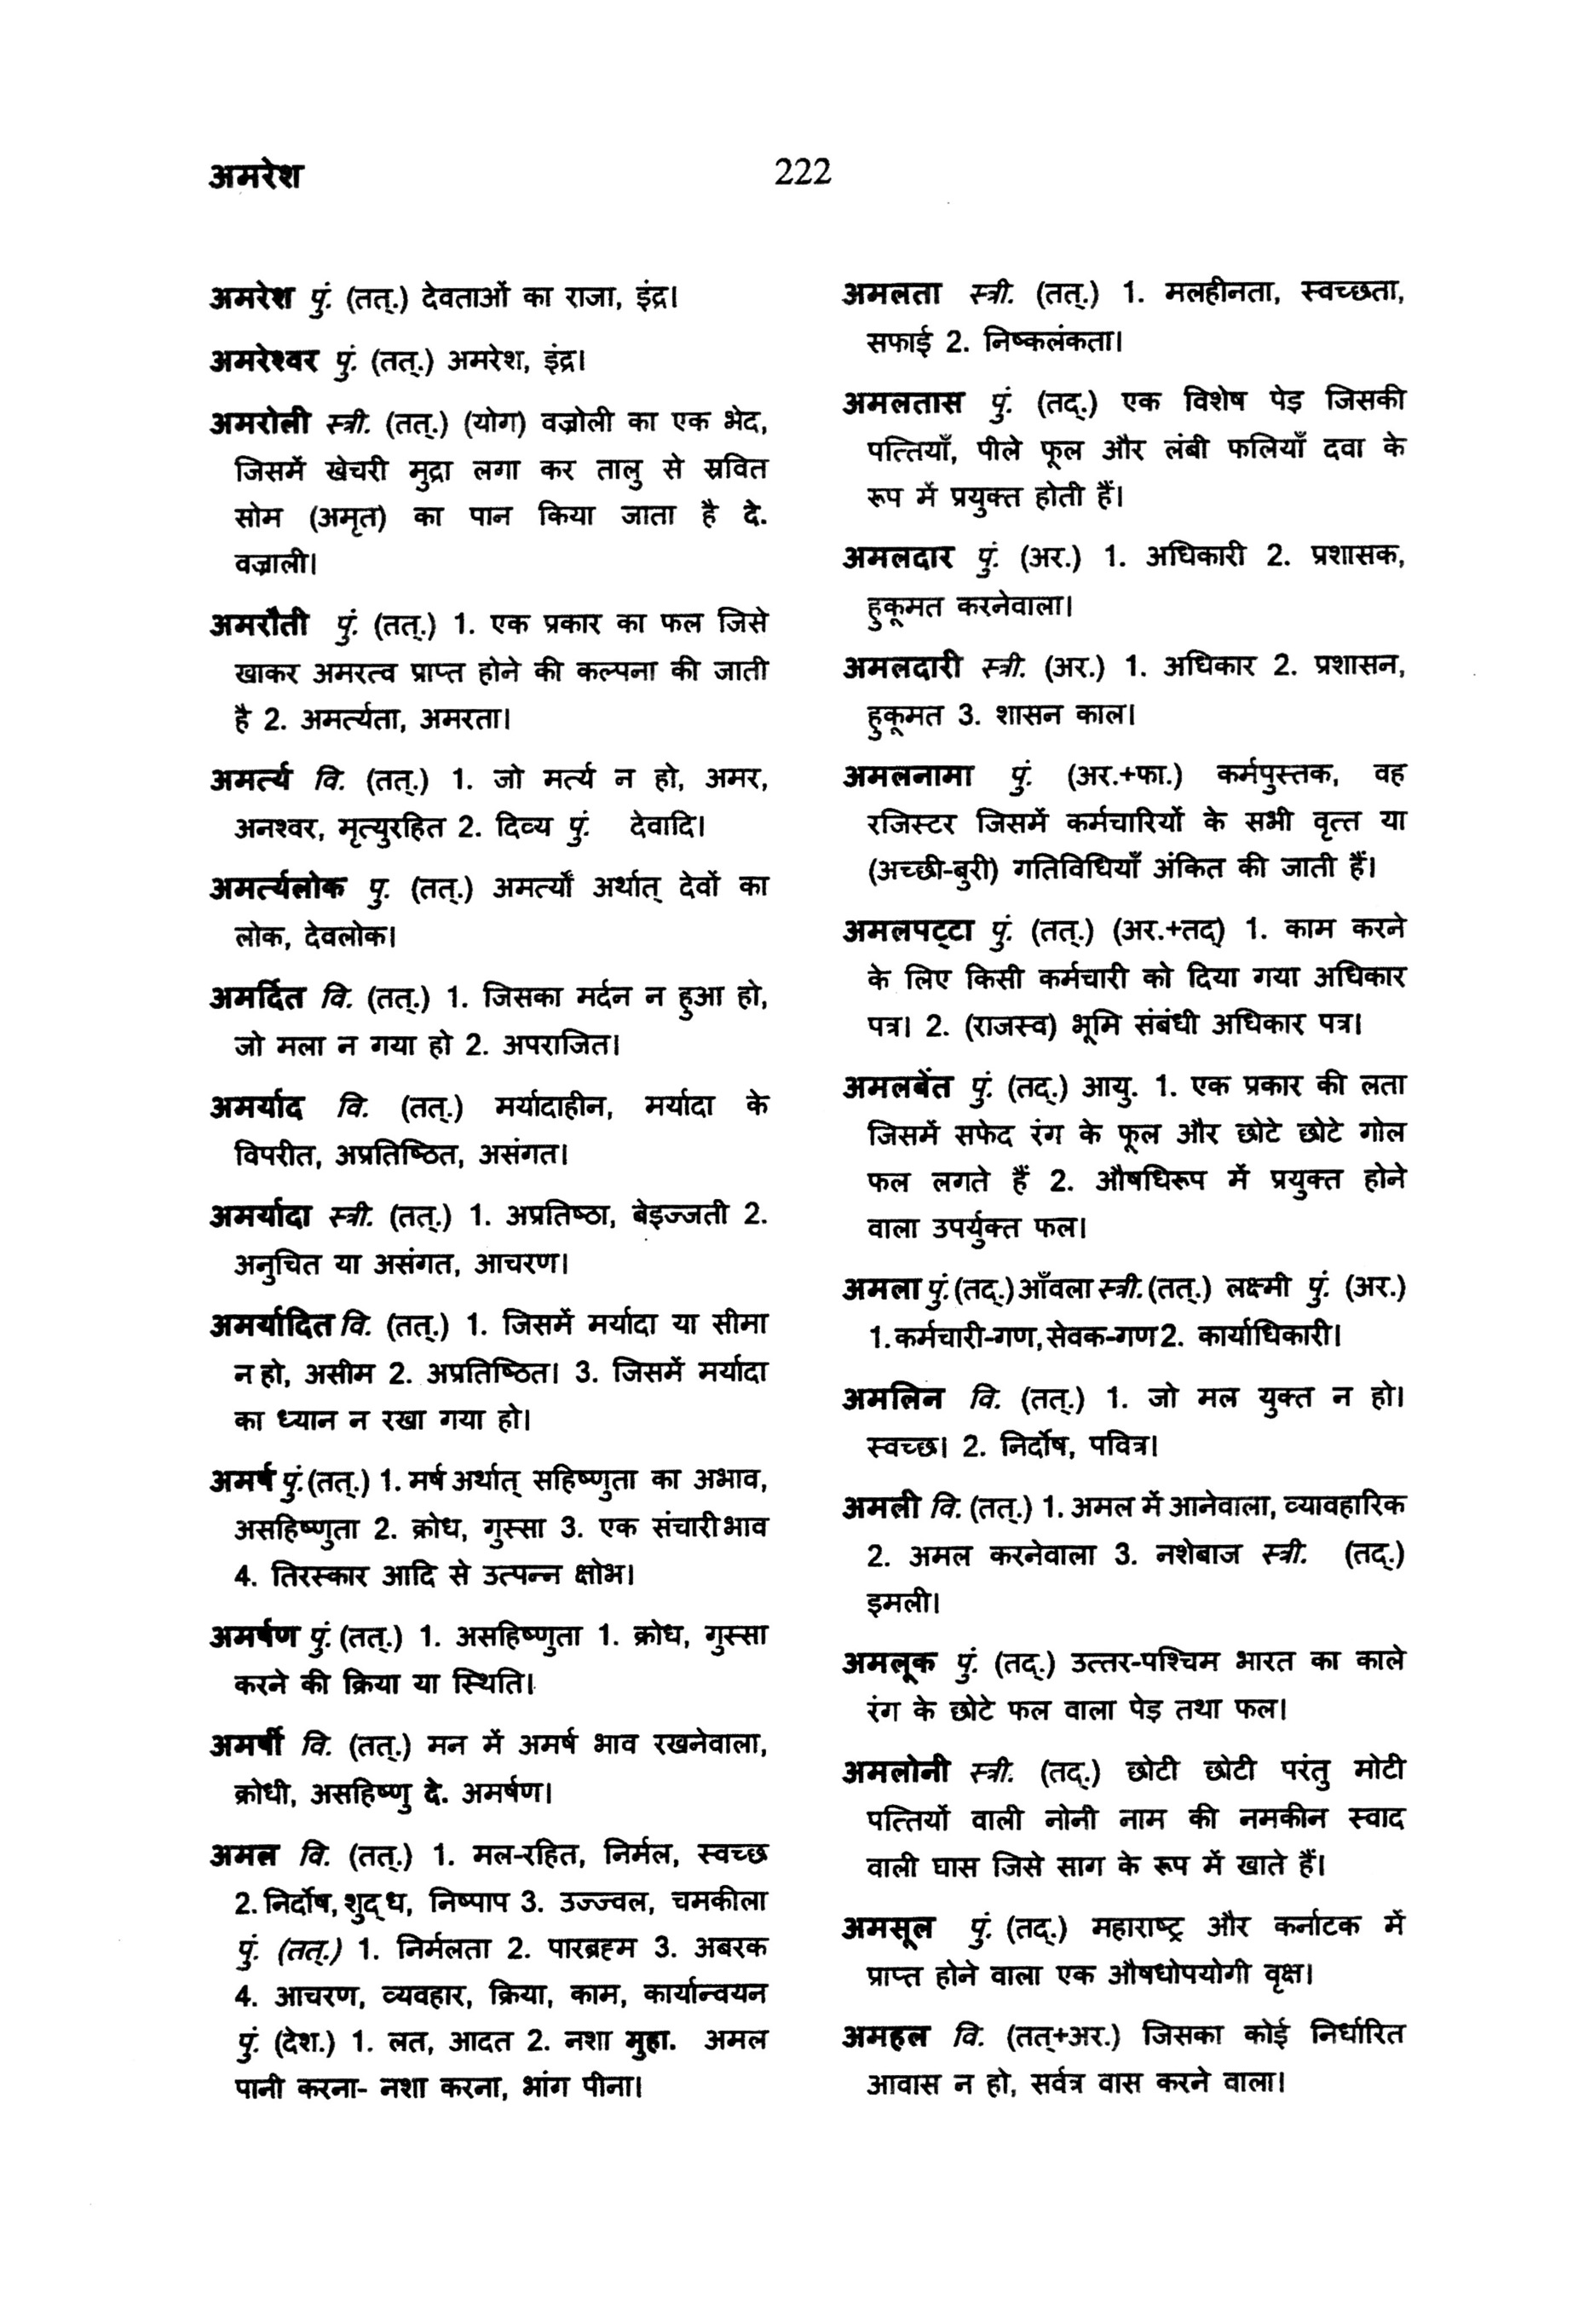 अमरेश
222
अमरेश पुं. (तत्.) देवताओं का राजा, इंद्र।
अमरेश्वर पुं. (तत्.) अमरेश, इंद्र।
अमरोली स्त्री. (तत्.) (योग) वज्रोली का एक भेद,
जिसमें खेचरी मुद्रा लगा कर तालु से स्रवित
सोम (अमृत) का पान किया जाता है दे.
वज्राली।
अमरौती पुं. (तत्.) 1. एक प्रकार का फल जिसे
खाकर अमरत्व प्राप्त होने की कल्पना की जाती
है 2. अमर्त्यता, अमरता।
अमर्त्य वि. (तत्.) 1. जो मर्त्य न हो, अमर,
अनश्वर, मृत्युरहित 2. दिव्य पुं. देवादि।
अमर्त्यलोक पु. (तत्.) अमर्त्यों अर्थात् देवों का
लोक, देवलोक।
अमर्दित वि. (तत्.) 1. जिसका मर्दन न हुआ हो,
जो मला न गया हो 2. अपराजित।
अमर्याद वि. (तत्.) मर्यादाहीन, मर्यादा के
विपरीत, अप्रतिष्ठित, असंगत।
अमर्यादा स्त्री. (तत्.) 1. अप्रतिष्ठा, बेइज्जती 2.
अनुचित या असंगत, आचरण।
अमर्यादित वि. (तत्.) 1. जिसमें मर्यादा या सीमा
न हो, असीम 2. अप्रतिष्ठित। 3. जिसमें मर्यादा
का ध्यान न रखा गया हो।
अमर्ष पुं. (तत्.) 1. मर्ष अर्थात् सहिष्णुता का अभाव,
असहिष्णुता 2. क्रोध, गुस्सा 3. एक संचारी भाव
4. तिरस्कार आदि से उत्पन्न क्षोभ।
अमर्षण पुं. (तत्.) 1. असहिष्णुता 1. क्रोध, गुस्सा
करने की क्रिया या स्थिति।
अमर्षी वि. (तत्.) मन में अमर्ष भाव रखनेवाला,
क्रोधी, असहिष्णु दे. अमर्षण।
अमल वि. (तत्.) 1. मल-रहित, निर्मल, स्वच्छ
2. निर्दोष, शुद्ध, निष्पाप 3. उज्ज्वल, चमकीला
पुं. (तत्.) 1. निर्मलता 2. पारब्रह्म 3. अबरक
4. आचरण, व्यवहार, क्रिया, काम, कार्यान्वयन
पुं. (देश.) 1. लत, आदत 2. नशा मुहा. अमल
पानी करना- नशा करना, भांग पीना।
अमलता स्त्री. (तत्.) 1. मलहीनता, स्वच्छता,
सफाई 2. निष्कलंकता।
अमलतास पुं. (तद्.) एक विशेष पेड़ जिसकी
पत्तियाँ, पीले फूल और लंबी फलियाँ दवा के
रूप में प्रयुक्त होती हैं।
अमलदार पुं. (अर.) 1. अधिकारी 2. प्रशासक,
हुकूमत करनेवाला।
अमलदारी स्त्री. (अर.) 1. अधिकार 2. प्रशासन,
हुकूमत 3. शासन काल।
अमलनामा पुं. (अर.+फा.) कर्मपुस्तक, वह
रजिस्टर जिसमें कर्मचारियों के सभी वृत्त या
(अच्छी-बुरी) गतिविधियाँ अंकित की जाती हैं।
अमलपट्टा पुं. (तत्.) (अर.+तद्) 1. काम करने
के लिए किसी कर्मचारी को दिया गया अधिकार
पत्र। 2. (राजस्व) भूमि संबंधी अधिकार पत्र।
अमलबेंत पुं. (तद्.) आयु. 1. एक प्रकार की लता
जिसमें सफेद रंग के फूल और छोटे छोटे गोल
फल लगते हैं 2. औषधिरूप में प्रयुक्त होने
वाला उपर्युक्त फल।
अमला पुं. (तद्.) आँवला स्त्री. (तत्.) लक्ष्मी पुं. (अर.)
1. कर्मचारी-गण, सेवक-गण 2. कार्याधिकारी।
अमलिन वि. (तत्.) 1. जो मल युक्त न हो।
स्वच्छ। 2. निर्दोष, पवित्र।
अमली वि. (तत्.) 1. अमल में आनेवाला, व्यावहारिक
2. अमल करनेवाला 3. नशेबाज स्त्री. (तद्.)
इमली।
अमलूक पुं. (तद्.) उत्तर-पश्चिम भारत का काले
रंग के छोटे फल वाला पेड़ तथा फल।
अमलोनी स्त्री. (तद्.) छोटी छोटी परंतु मोटी
पत्तियों वाली नोनी नाम की नमकीन स्वाद
वाली घास जिसे साग के रूप में खाते हैं।
अमसूल पुं. (तद्.) महाराष्ट्र और कर्नाटक में
प्राप्त होने वाला एक औषधोपयोगी वृक्ष।
अमहल वि. (तत्+अर.) जिसका कोई निर्धारित
आवास न हो, सर्वत्र वास करने वाला।